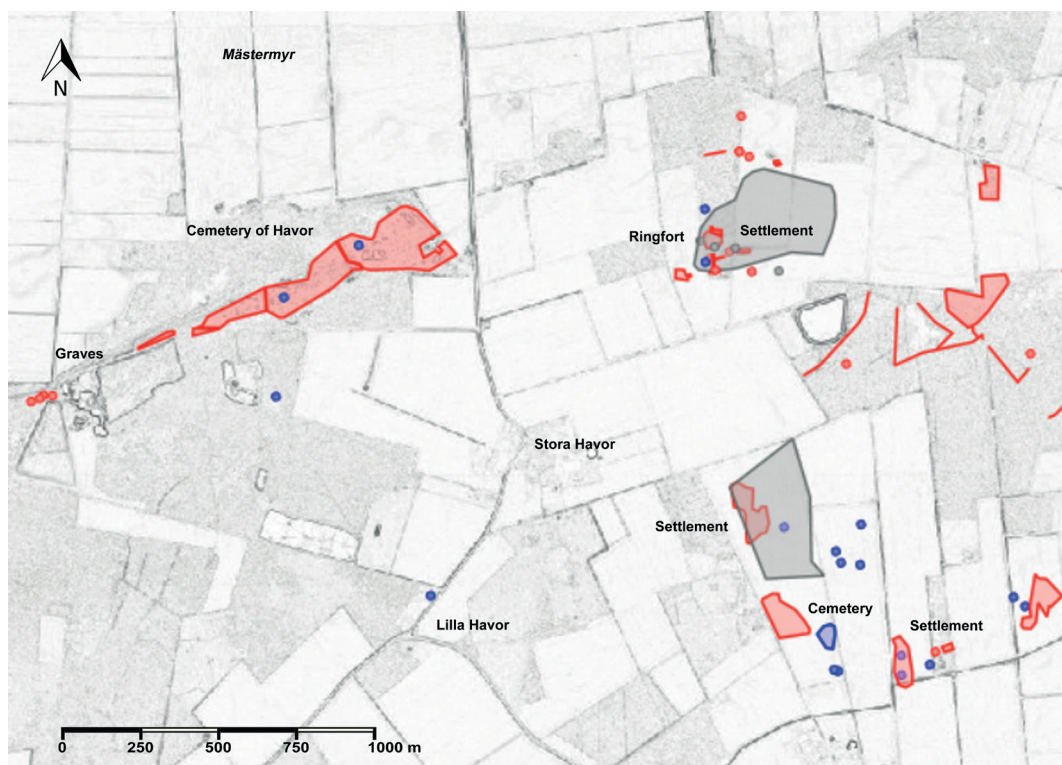 Mästermyr
N
Cemetery of Havor
Ringfort
Settlement
Graves
Stora Havor
Settlement
Cemetery
Lilla Havor
Settlement
0 250 500 750 1000 m